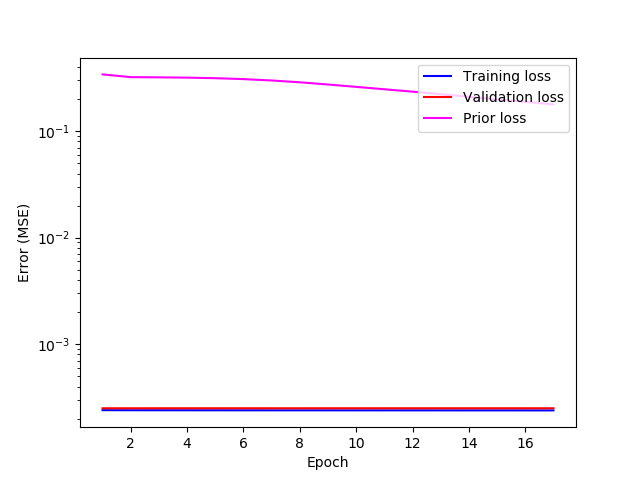 Training loss
Validation loss
Prior loss
10⁻¹
10⁻²
10⁻³
Error (MSE)
2 4 6 8 10 12 14 16
Epoch